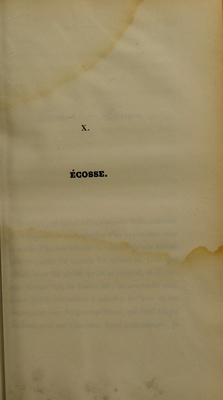 X.
ÉCOSSE.